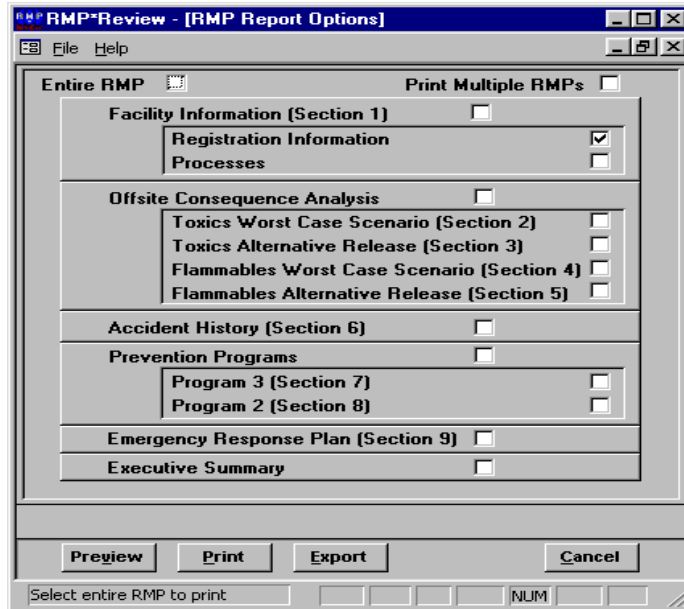 RMP RMP*Review - [RMP Report Options]
File Help
Entire RMP Print Multiple RMPs
Facility Information (Section 1)
Registration Information
Processes
Offsite Consequence Analysis
Toxics Worst Case Scenario (Section 2)
Toxics Alternative Release (Section 3)
Flammables Worst Case Scenario (Section 4)
Flammables Alternative Release (Section 5)
Accident History (Section 6)
Prevention Programs
Program 3 (Section 7)
Program 2 (Section 8)
Emergency Response Plan (Section 9)
Executive Summary
Preview Print Export Cancel
Select entire RMP to print NUM